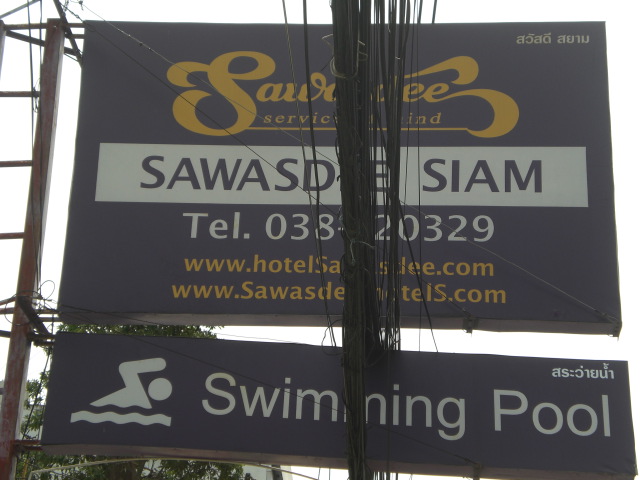 สวัสดี สยาม
Sawasdee
SAWASDEE SIAM
Tel.
www.hotelSawasdee.com
www.SawasdeehotelS.com
สระว่ายน้ำ
Swimming Pool